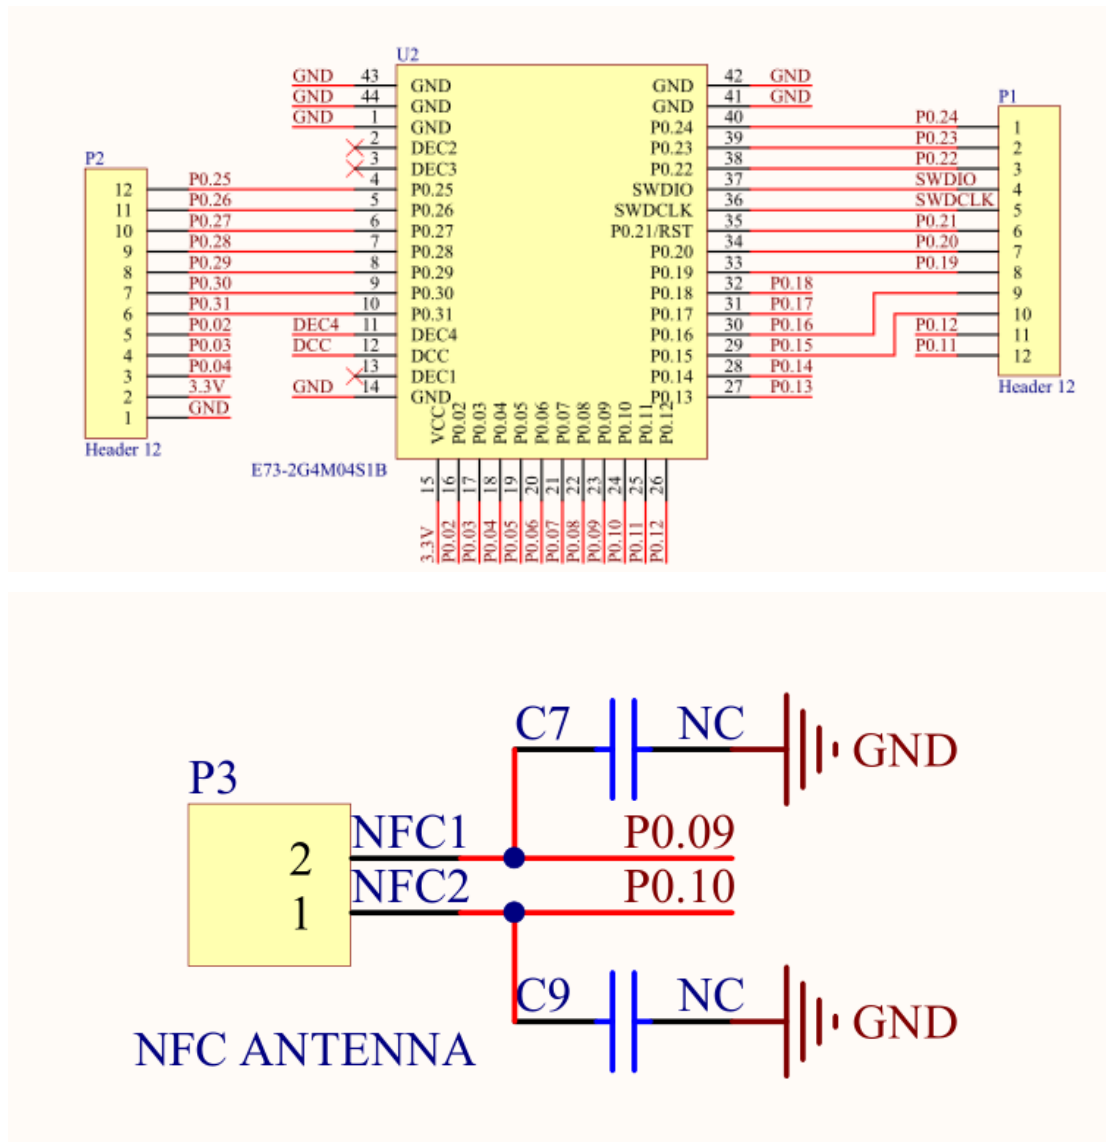 U2
GND 43 GND GND 42 GND
GND 44 GND GND 41 GND
P1
GND 1 GND P0.24 40 P0.24 1
2 DEC2 P0.23 39 P0.23 2
P2
3 DEC3 P0.22 38 P0.22 3
12 P0.25 4 P0.25 SWDIO 37 SWDIO 4
11 P0.26 5 P0.26 SWDCLK 36 SWDCLK 5
10 P0.27 6 P0.27 P0.21/RST 35 P0.21 6
9 P0.28 7 P0.28 P0.20 34 P0.20 7
8 P0.29 8 P0.29 P0.19 33 P0.19 8
7 P0.30 9 P0.30 P0.18 32 P0.18 9
6 P0.31 10 P0.31 P0.17 31 P0.17 10
5 P0.02 DEC4 11 DEC4 P0.16 30 P0.16 P0.12 11
4 P0.03 DCC 12 DCC P0.15 29 P0.15 P0.11 12
3 P0.04 13 DEC1 P0.14 28 P0.14
Header 12
2 3.3V GND 14 GND P0.13 27 P0.13
1 GND
VCC P0.02 P0.03 P0.04 P0.05 P0.06 P0.07 P0.08 P0.09 P0.10 P0.11 P0.12
Header 12
E73-2G4M04S1B
15 16 17 18 19 20 21 22 23 24 25 26
3.3V P0.02 P0.03 P0.04 P0.05 P0.06 P0.07 P0.08 P0.09 P0.10 P0.11 P0.12
C7 NC GND
P3
2 NFC1 P0.09
1 NFC2 P0.10
C9 NC GND
NFC ANTENNA